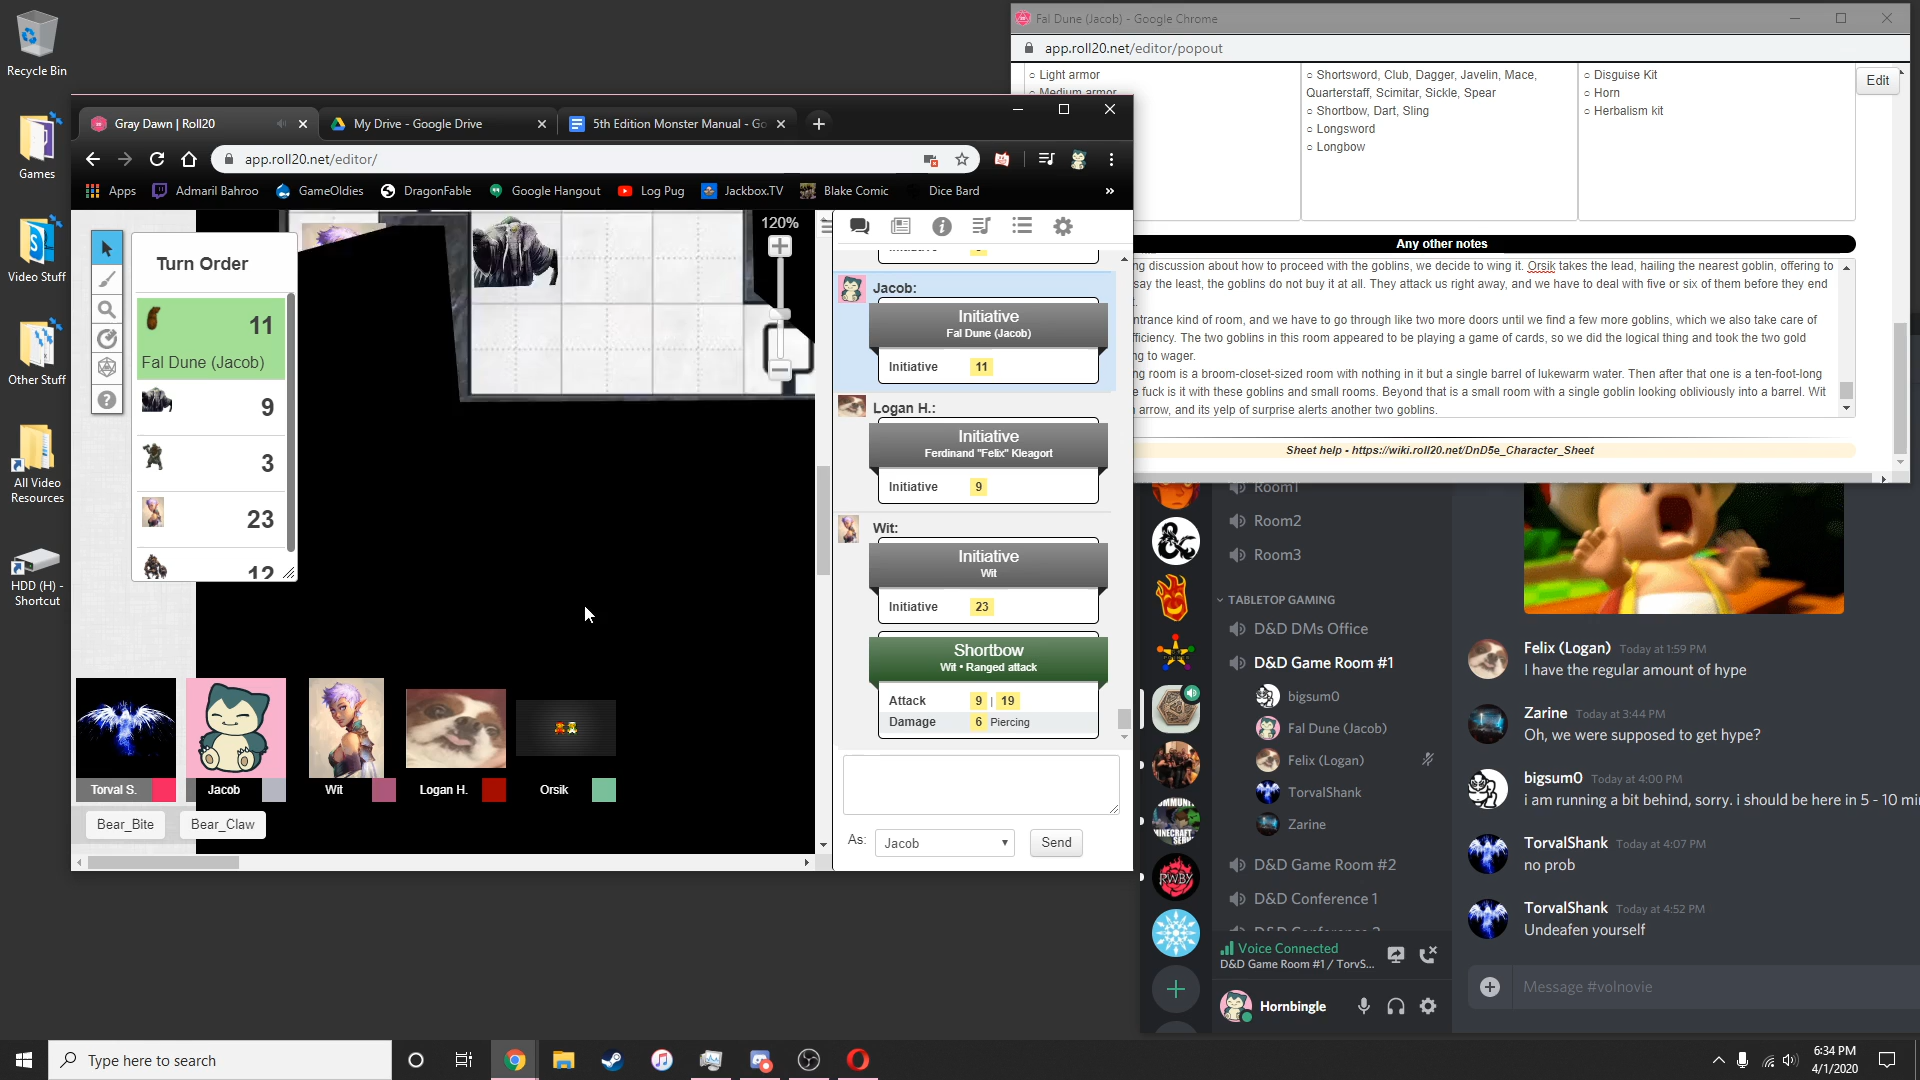 Recycle Bin
Games
Video Stuff
Other Stuff
All Video
Resources
HDD (H) -
Shortcut
Fal Dune (Jacob) - Google Chrome
app.roll20.net/editor/popout
○ Light armor
○ Medium armor
○ Shortsword, Club, Dagger, Javelin, Mace,
Quarterstaff, Scimitar, Sickle, Spear
○ Shortbow, Dart, Sling
○ Longsword
○ Longbow
○ Disguise Kit
○ Horn
○ Herbalism kit
Edit
Any other notes
ng discussion about how to proceed with the goblins, we decide to wing it. Orsik takes the lead, hailing the nearest goblin, offering to
say the least, the goblins do not buy it at all. They attack us right away, and we have to deal with five or six of them before they end
t.
ntrance kind of room, and we have to go through like two more doors until we find a few more goblins, which we also take care of
fficiency. The two goblins in this room appeared to be playing a game of cards, so we did the logical thing and took the two gold
ng to wager.
ng room is a broom-closet-sized room with nothing in it but a single barrel of lukewarm water. Then after that one is a ten-foot-long
e fuck is it with these goblins and small rooms. Beyond that is a small room with a single goblin looking obliviously into a barrel. Wit
n arrow, and its yelp of surprise alerts another two goblins.
Sheet help - https://wiki.roll20.net/DnD5e_Character_Sheet
Gray Dawn | Roll20
My Drive - Google Drive
5th Edition Monster Manual - Go
app.roll20.net/editor/
Apps
Admaril Bahroo
GameOldies
DragonFable
Google Hangout
Log Pug
Jackbox.TV
Blake Comic
Dice Bard
»
120%
Turn Order
11
Fal Dune (Jacob)
9
3
23
12
Jacob:
Initiative
Fal Dune (Jacob)
Initiative 11
Logan H.:
Initiative
Ferdinand "Felix" Kleagort
Initiative 9
Wit:
Initiative
Wit
Initiative 23
Shortbow
Wit • Ranged attack
Attack 9 | 19
Damage 6 Piercing
As: Jacob
Send
Torval S.
Jacob
Wit
Logan H.
Orsik
Bear_Bite
Bear_Claw
Room1
Room2
Room3
TABLETOP GAMING
D&D DMs Office
D&D Game Room #1
bigsum0
Fal Dune (Jacob)
Felix (Logan)
TorvalShank
Zarine
D&D Game Room #2
D&D Conference 1
D&D Conference 2
Voice Connected
D&D Game Room #1 / TorvS...
Hornbingle
MINECRAFT
RWBY
Felix (Logan) Today at 1:59 PM
I have the regular amount of hype
Zarine Today at 3:44 PM
Oh, we were supposed to get hype?
bigsum0 Today at 4:00 PM
i am running a bit behind, sorry. i should be here in 5 - 10 mi
TorvalShank Today at 4:07 PM
no prob
TorvalShank Today at 4:52 PM
Undeafen yourself
Message #volnovie
Type here to search
6:34 PM
4/1/2020